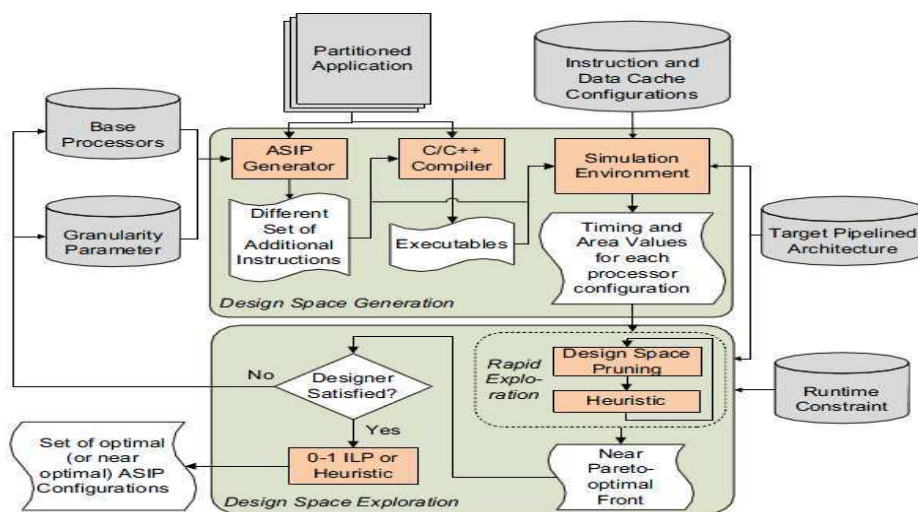 Partitioned
Application
Instruction and
Data Cache
Configurations
Base
Processors
ASIP
Generator
C/C++
Compiler
Simulation
Environment
Granularity
Parameter
Different
Set of
Additional
Instructions
Executables
Timing and
Area Values
for each
processor
configuration
Target Pipelined
Architecture
Design Space Generation
Rapid
Explo-
ration
Design Space
Pruning
Heuristic
No
Designer
Satisfied?
Yes
Runtime
Constraint
Set of optimal
(or near
optimal) ASIP
Configurations
0-1 ILP or
Heuristic
Near
Pareto-
optimal
Front
Design Space Exploration